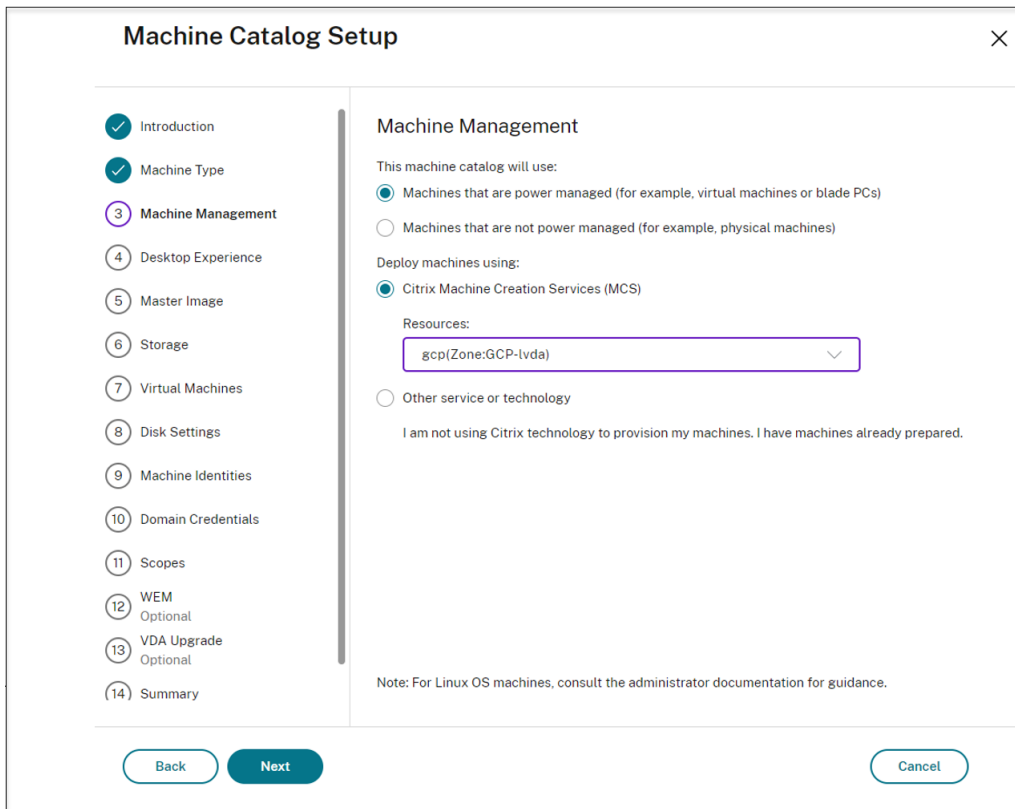 Machine Catalog Setup
Introduction
Machine Type
3 Machine Management
4 Desktop Experience
5 Master Image
6 Storage
7 Virtual Machines
8 Disk Settings
9 Machine Identities
10 Domain Credentials
11 Scopes
12 WEM
Optional
13 VDA Upgrade
Optional
14 Summary
Machine Management
This machine catalog will use:
Machines that are power managed (for example, virtual machines or blade PCs)
Machines that are not power managed (for example, physical machines)
Deploy machines using:
Citrix Machine Creation Services (MCS)
Resources:
gcp(Zone:GCP-lvda)
Other service or technology
I am not using Citrix technology to provision my machines. I have machines already prepared.
Note: For Linux OS machines, consult the administrator documentation for guidance.
Back
Next
Cancel